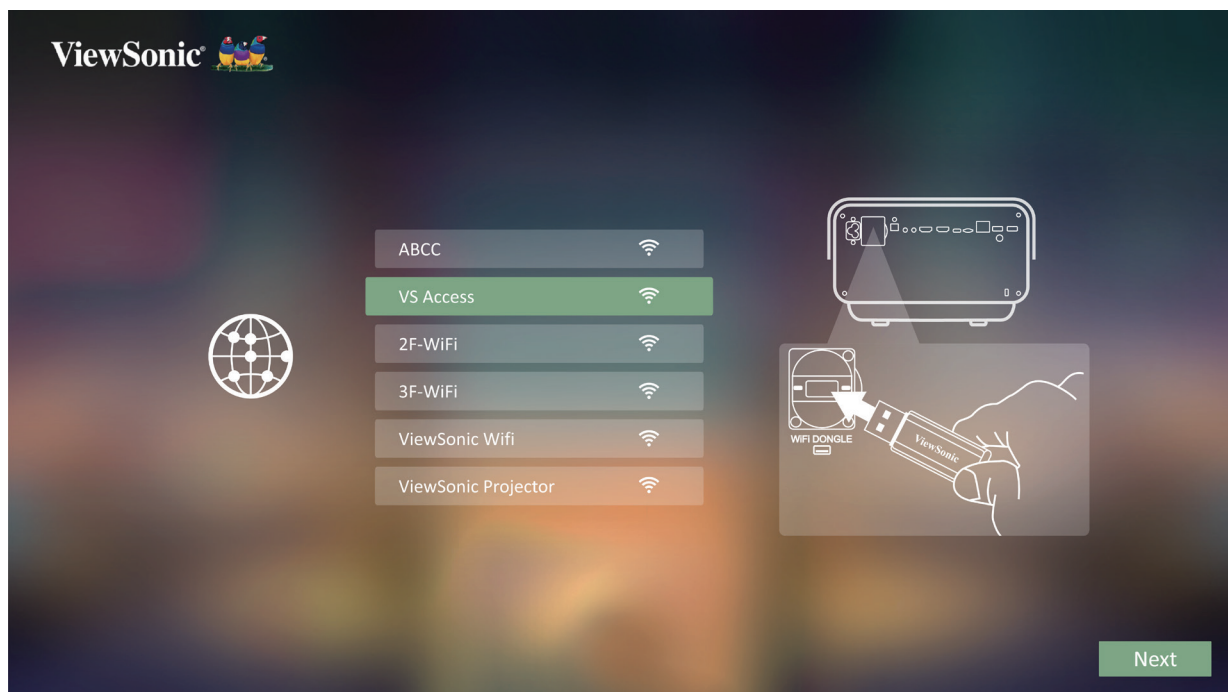 ViewSonic®
ABCC
VS Access
2F-WiFi
3F-WiFi
ViewSonic Wifi
ViewSonic Projector
WiFi DONGLE
ViewSonic
Next